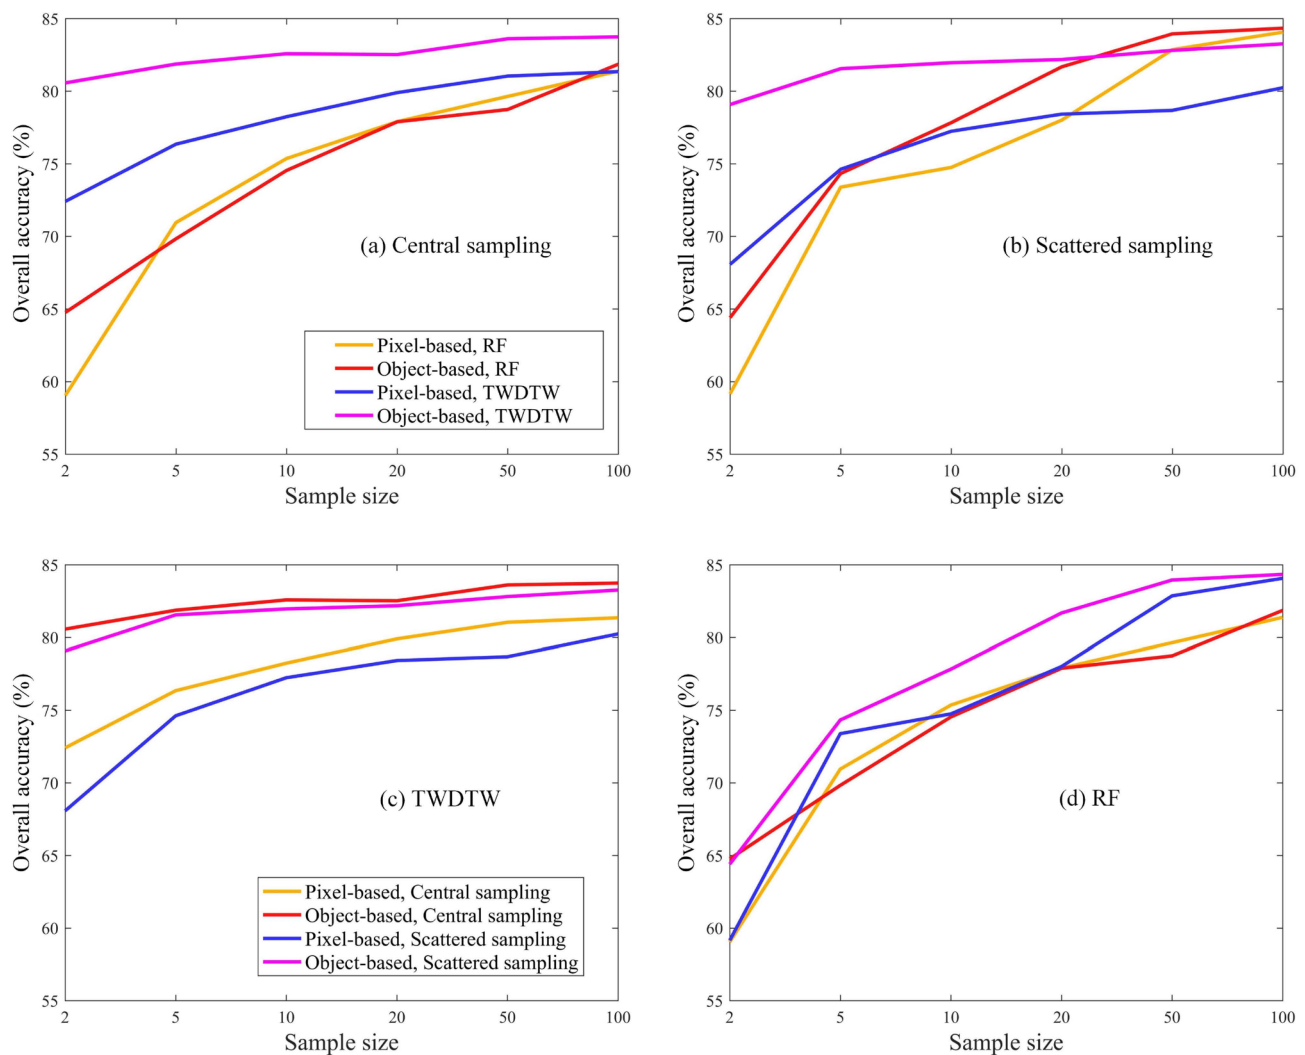 85
80
75
70
65
60
55
Overall accuracy (%)
(a) Central sampling
Pixel-based, RF
Object-based, RF
Pixel-based, TWDTW
Object-based, TWDTW
2 5 10 20 50 100
Sample size
85
80
75
70
65
60
55
Overall accuracy (%)
(b) Scattered sampling
2 5 10 20 50 100
Sample size
85
80
75
70
65
60
55
Overall accuracy (%)
(c) TWDTW
Pixel-based, Central sampling
Object-based, Central sampling
Pixel-based, Scattered sampling
Object-based, Scattered sampling
2 5 10 20 50 100
Sample size
85
80
75
70
65
60
55
Overall accuracy (%)
(d) RF
2 5 10 20 50 100
Sample size